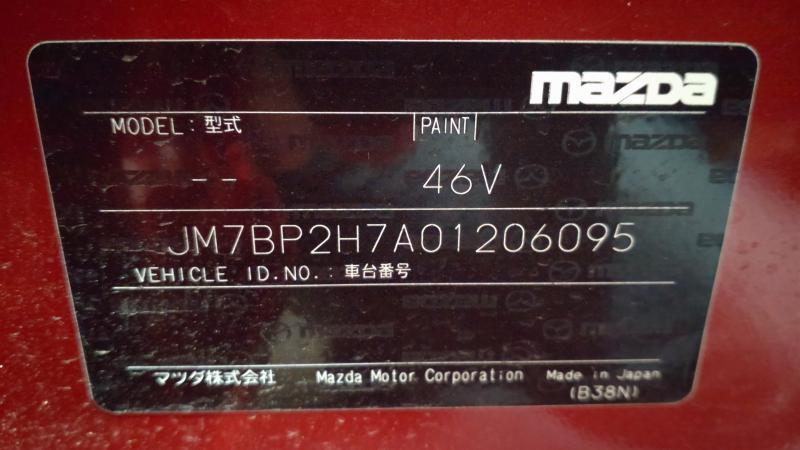 mazDa
MODEL : 型式 |PAINT|
-- 46V
JM7BP2H7A01206095
VEHICLE ID.NO. : 車台番号
マツダ株式会社 Mazda Motor Corporation Made in Japan
(B38N)